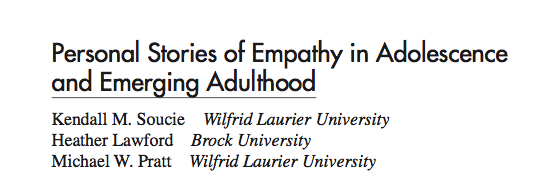 Personal Stories of Empathy in Adolescence
and Emerging Adulthood
Kendall M. Soucie Wilfrid Laurier University
Heather Lawford Brock University
Michael W. Pratt Wilfrid Laurier University